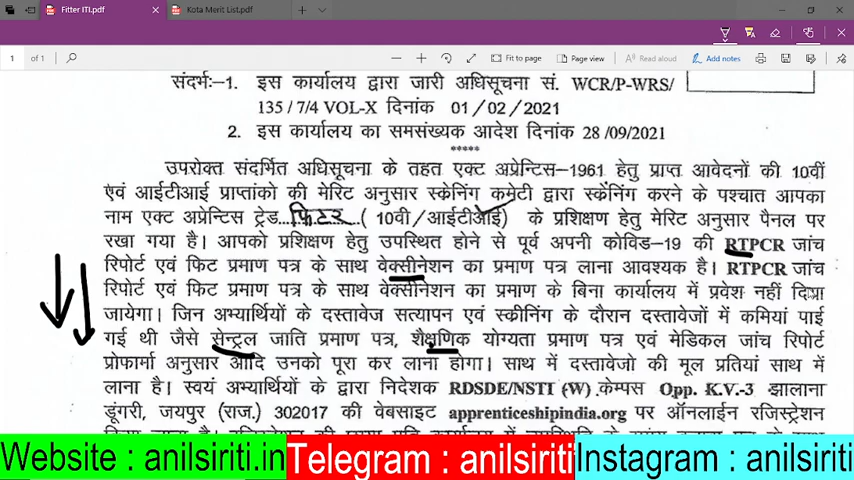 Fitter ITI.pdf
Kota Merit List.pdf
1 of 1
Fit to page
Page view
Read aloud
Add notes
संदर्भः-1. इस कार्यालय द्वारा जारी अधिसूचना सं. WCR/P-WRS/
135 / 7/4 VOL-X दिनांक 01/02/2021
2. इस कार्यालय का समसंख्यक आदेश दिनांक 28 /09/2021
*****
उपरोक्त संदर्भित अधिसूचना के तहत एक्ट अप्रेन्टिस-1961 हेतु प्राप्त आवेदनों की 10वीं
एंव आईटीआई प्राप्तांको की मेरिट अनुसार स्केनिंग कमेटी द्वारा स्केंनिंग करने के पश्चात आपका
नाम एक्ट अप्रेन्टिस ट्रेड...फिटर...( 10वी/आईटीआई) के प्रशिक्षण हेतु मेरिट अनुसार पैनल पर
रखा गया है। आपको प्रशिक्षण हेतु उपस्थित होने से पूर्व अपनी कोविड-19 की RTPCR जांच
रिपोर्ट एवं फिट प्रमाण पत्र के साथ वेक्सीनेशन का प्रमाण पत्र लाना आवश्यक है। RTPCR जांच
रिपोर्ट एवं फिट प्रमाण पत्र के साथ वेक्सीनेशन का प्रमाण के बिना कार्यालय में प्रवेश नहीं दिया
जायेगा। जिन अभ्यार्थियों के दस्तावेज सत्यापन एवं स्क्रीनिंग के दौरान दस्तावेजों में कमियां पाई
गई थी जैसे सेन्ट्रल जाति प्रमाण पत्र, शैक्षणिक योग्यता प्रमाण पत्र एवं मेडिकल जांच रिपोर्ट
प्रोफार्मा अनुसार आदि उनको पूरा कर लाना होगा। साथ में दस्तावेजो की मूल प्रतियां साथ में
लाना है। स्वयं अभ्यार्थियों के द्वारा निदेशक RDSDE/NSTI (W) केम्पस Opp. K.V.-3 झालाना
डूंगरी, जयपुर (राज.) 302017 की वेबसाइट apprenticeshipindia.org पर ऑनलाईन रजिस्ट्रेशन
Website : anilsiriti.in Telegram : anilsiriti Instagram : anilsiriti